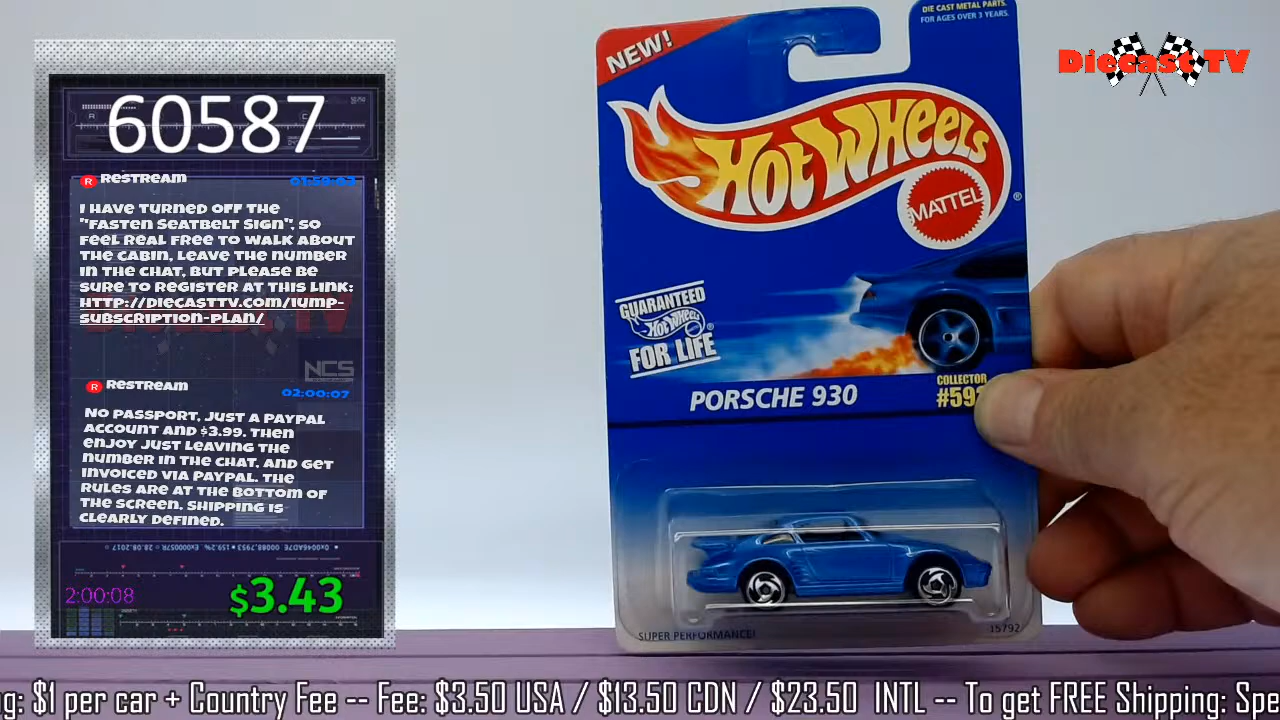 60587
Restream
I have turned off the
"Fasten Seatbelt Sign", so
feel real free to walk about
the cabin, leave the number
in the chat, but please be
sure to register at this link:
http://diecasttv.com/1ump-
subscription-plan/
NCS
Restream
02:00:07
No passport, just a PayPal
account and $3.99. Then
enjoy just leaving the
number in the chat. And get
invoiced via PayPal. The
rules are at the bottom of
the screen. Shipping is
clearly defined.
2:00:08
$3.43
DIE CAST METAL PARTS.
FOR AGES OVER 3 YEARS.
NEW!
HOT WHEELS
®
MATTEL
GUARANTEED
Hot Wheels
®
FOR LIFE
PORSCHE 930
COLLECTOR
#59
SUPER PERFORMANCE!
15792
Diecast TV
g: $1 per car + Country Fee -- Fee: $3.50 USA / $13.50 CDN / $23.50 INTL -- To get FREE Shipping: Spe